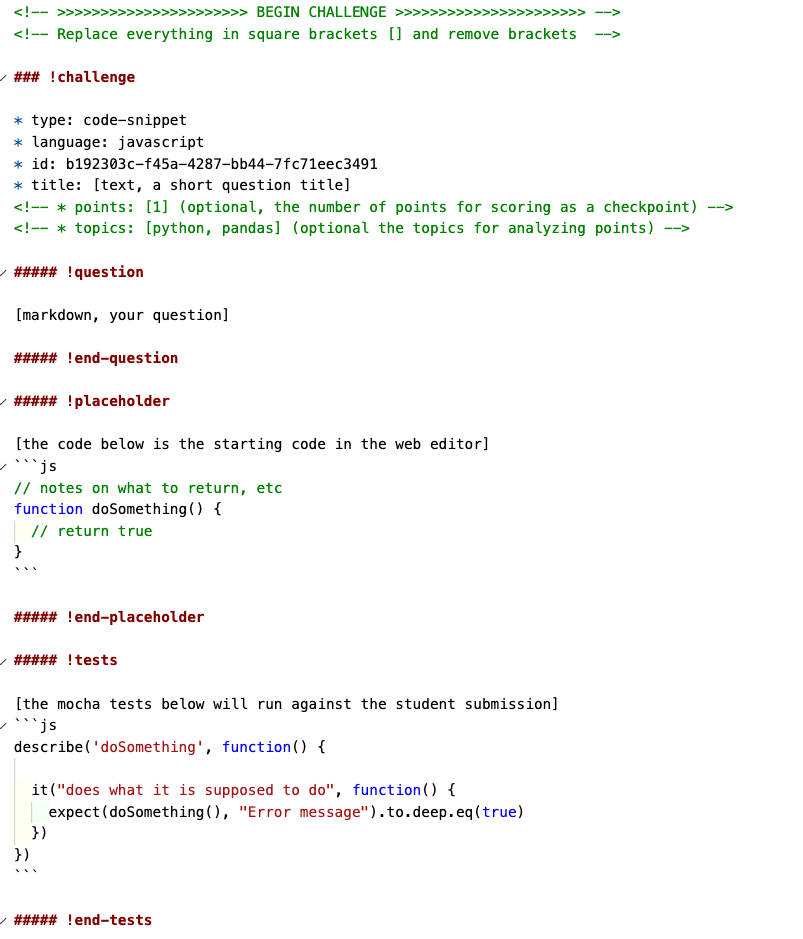 <!-- >>>>>>>>>>>>>>>>>>>>>> BEGIN CHALLENGE >>>>>>>>>>>>>>>>>>>>>> -->
<!-- Replace everything in square brackets [] and remove brackets  -->
### !challenge
* type: code-snippet
* language: javascript
* id: b192303c-f45a-4287-bb44-7fc71eec3491
* title: [text, a short question title]
<!-- * points: [1] (optional, the number of points for scoring as a checkpoint) -->
<!-- * topics: [python, pandas] (optional the topics for analyzing points) -->
##### !question
[markdown, your question]
##### !end-question
##### !placeholder
[the code below is the starting code in the web editor]
```js
// notes on what to return, etc
function doSomething() {
  // return true
}
```
##### !end-placeholder
##### !tests
[the mocha tests below will run against the student submission]
```js
describe('doSomething', function() {
  it("does what it is supposed to do", function() {
    expect(doSomething(), "Error message").to.deep.eq(true)
  })
})
```
##### !end-tests